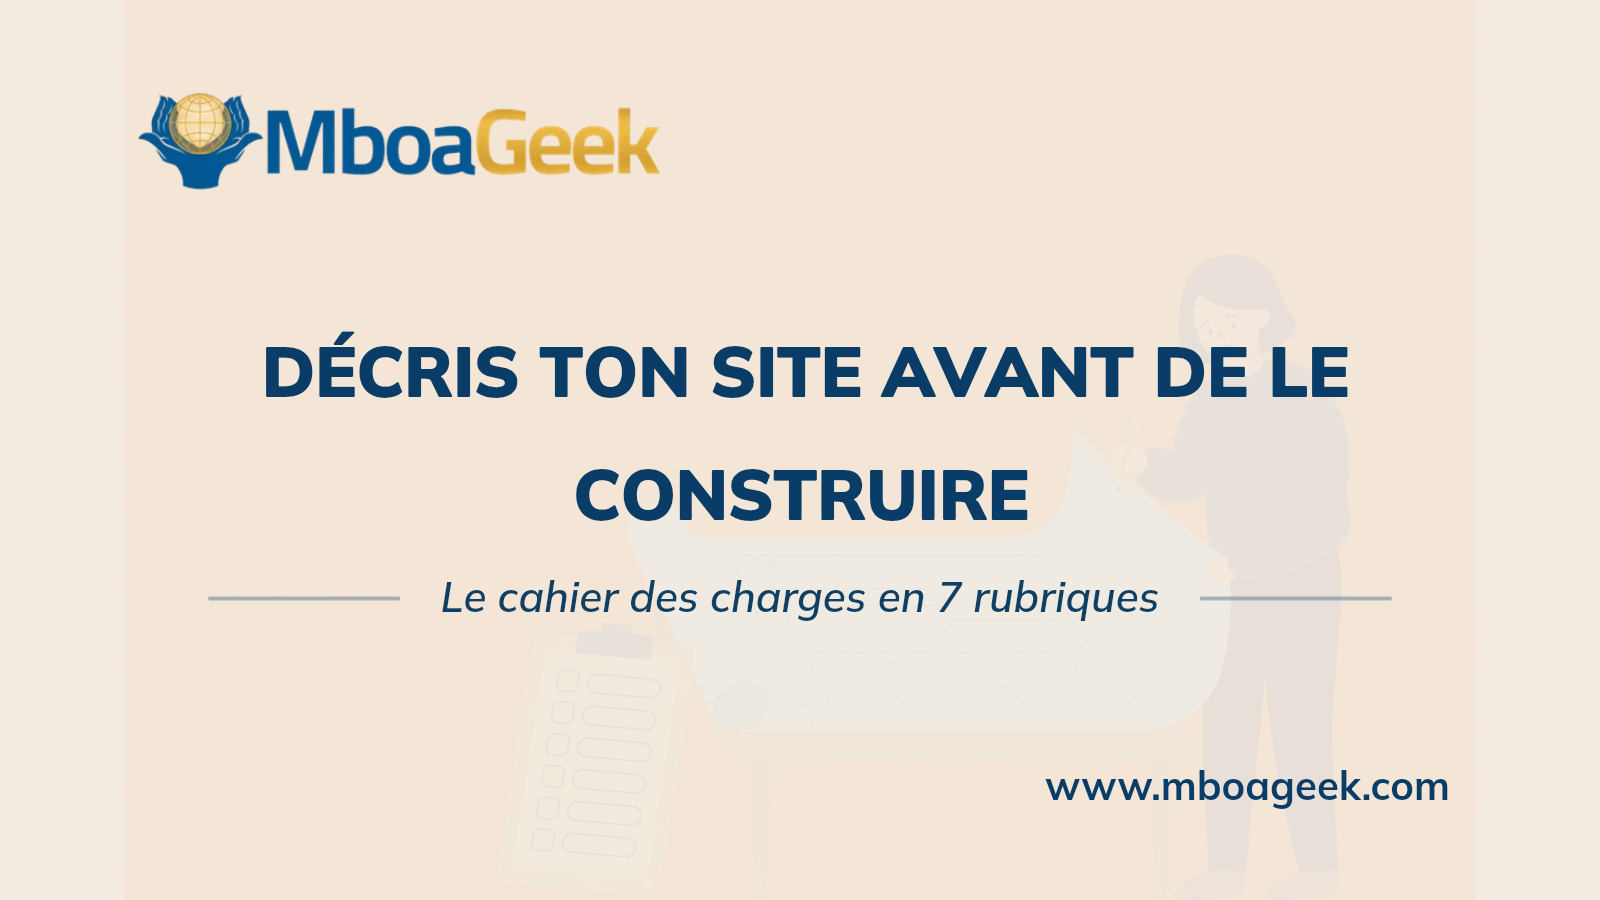 MboaGeek
DÉCRIS TON SITE AVANT DE LE
CONSTRUIRE
Le cahier des charges en 7 rubriques
www.mboageek.com